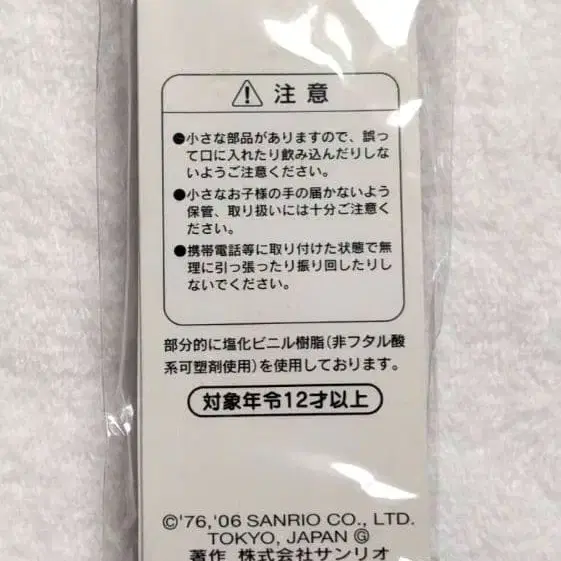 ⚠ 注意
●小さな部品がありますので、誤っ
て口に入れたり飲み込んだりしな
いようご注意ください。
●小さなお子様の手の届かないよう
保管、取り扱いには十分ご注意く
ださい。
●携帯電話等に取り付けた状態で無
理に引っ張ったり振り回したりし
ないでください。
部分的に塩化ビニル樹脂(非フタル酸
系可塑剤使用)を使用しております。
対象年令12才以上
©'76,'06 SANRIO CO., LTD.
TOKYO, JAPAN Ⓖ
著作 株式会社サンリオ